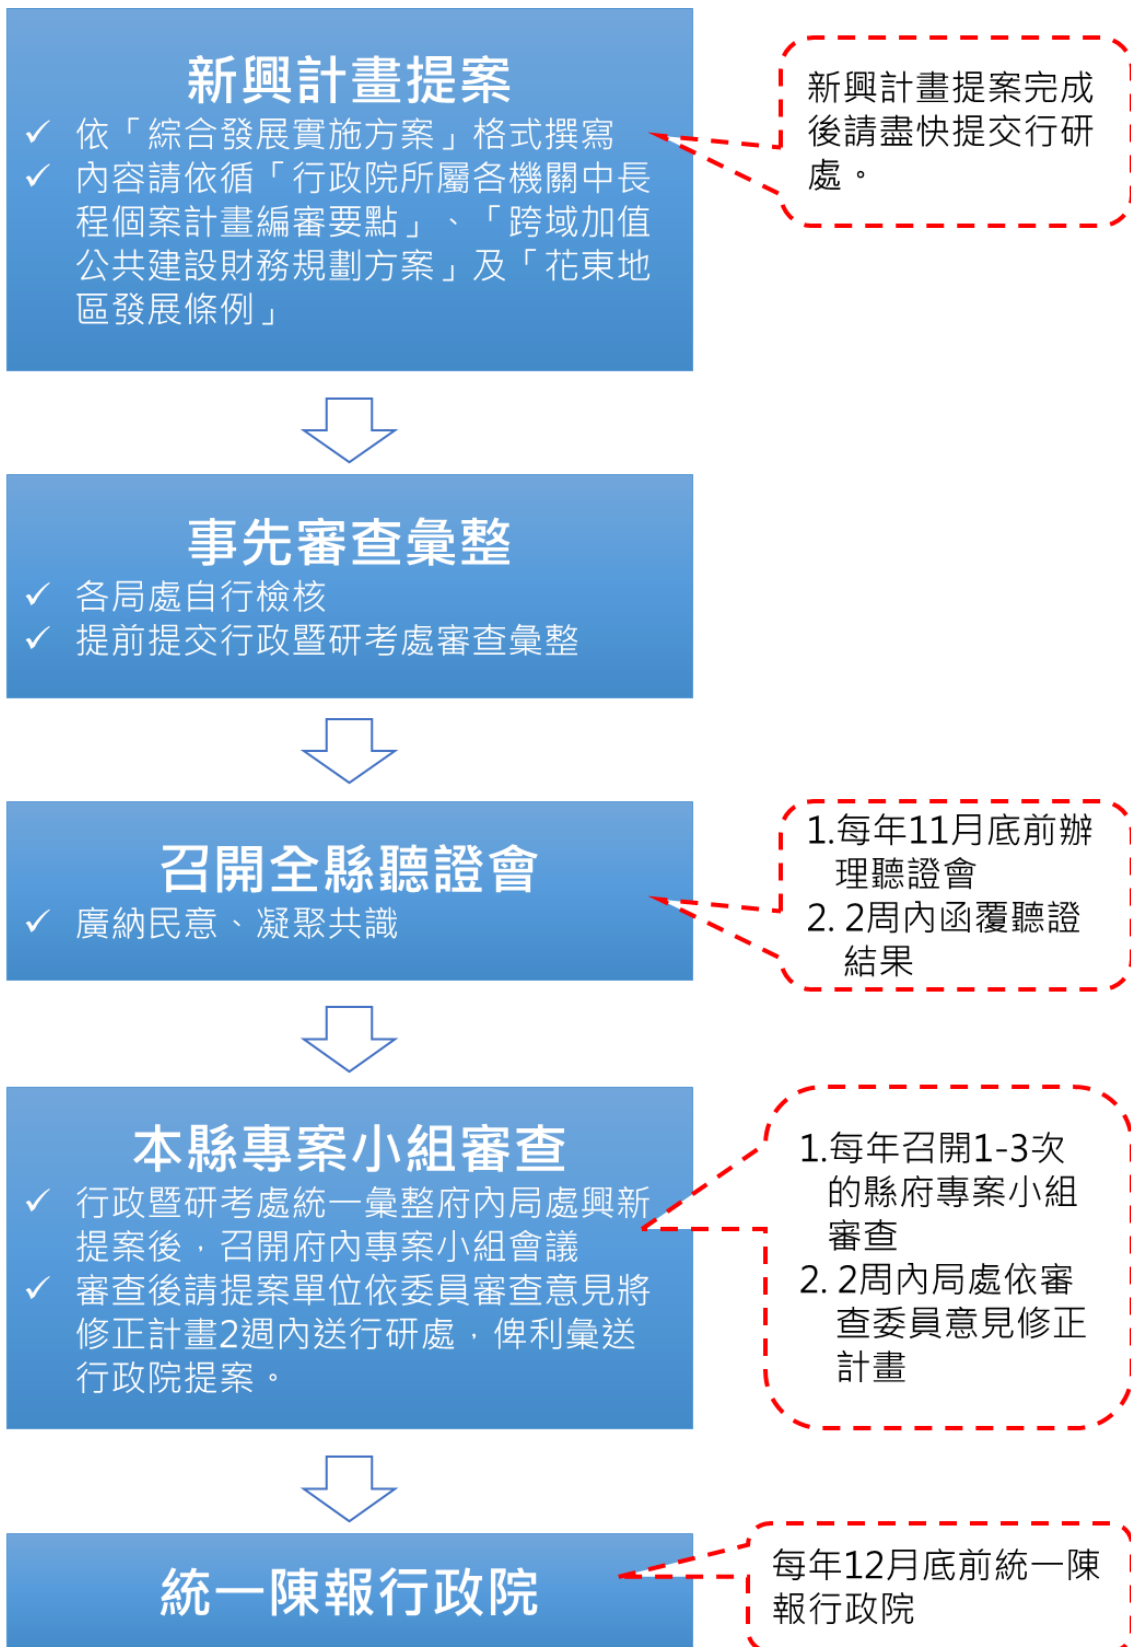 新興計畫提案
✓ 依「綜合發展實施方案」格式撰寫
✓ 內容請依循「行政院所屬各機關中長
程個案計畫編審要點」、「跨域加值
公共建設財務規劃方案」及「花東地
區發展條例」
新興計畫提案完成
後請盡快提交行研
處。
事先審查彙整
✓ 各局處自行檢核
✓ 提前提交行政暨研考處審查彙整
召開全縣聽證會
✓ 廣納民意、凝聚共識
1.每年11月底前辦
理聽證會
2. 2周內函覆聽證
結果
本縣專案小組審查
✓ 行政暨研考處統一彙整府內局處興新
提案後，召開府內專案小組會議
✓ 審查後請提案單位依委員審查意見將
修正計畫2週內送行研處，俾利彙送
行政院提案。
1.每年召開1-3次
的縣府專案小組
審查
2. 2周內局處依審
查委員意見修正
計畫
統一陳報行政院
每年12月底前統一陳
報行政院